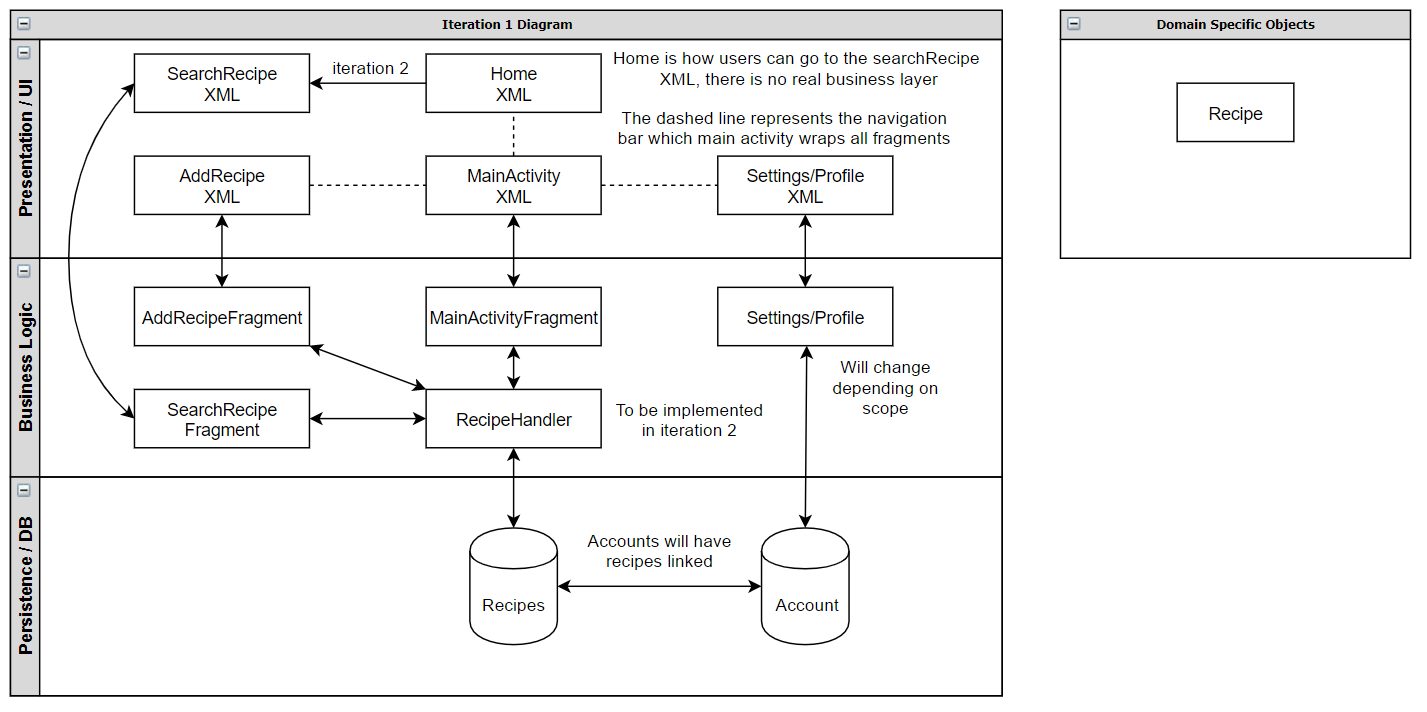 Iteration 1 Diagram
Domain Specific Objects
Presentation / UI
SearchRecipe
XML
iteration 2
Home
XML
Home is how users can go to the searchRecipe
XML, there is no real business layer
The dashed line represents the navigation
bar which main activity wraps all fragments
Recipe
AddRecipe
XML
MainActivity
XML
Settings/Profile
XML
Business Logic
AddRecipeFragment
MainActivityFragment
Settings/Profile
Will change
depending on
scope
SearchRecipe
Fragment
RecipeHandler
To be implemented
in iteration 2
Persistence / DB
Accounts will have
recipes linked
Recipes
Account